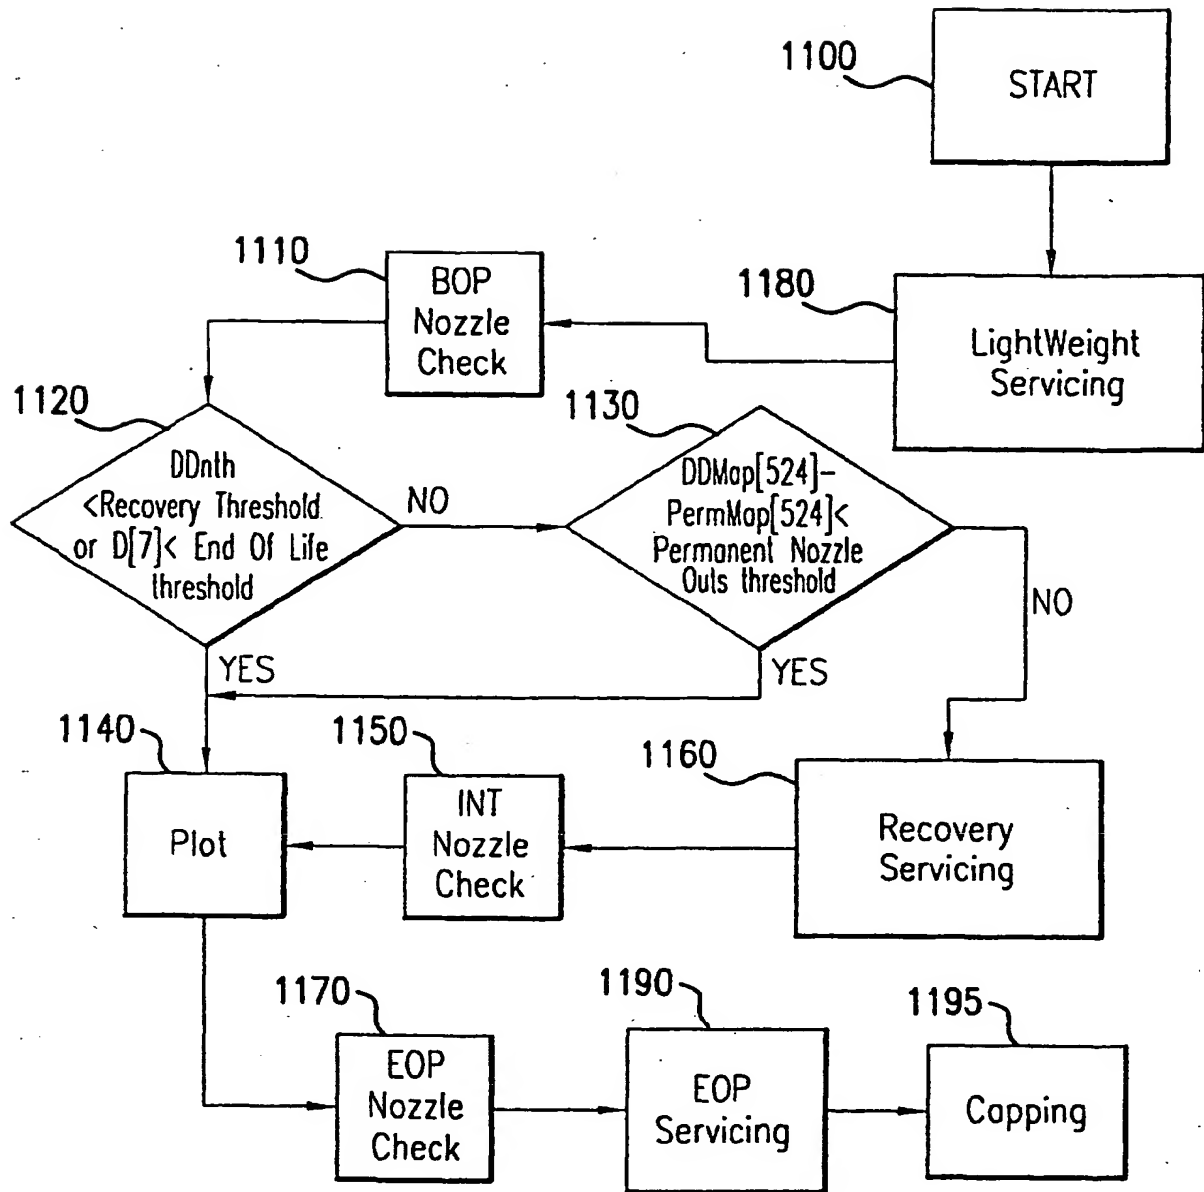 1100
START
1110
BOP
Nozzle
Check
1180
LightWeight
Servicing
1120
DDnth
<Recovery Threshold
or D[7]< End Of Life
threshold
NO
1130
DDMap[524]-
PermMap[524]<
Permanent Nozzle
Outs threshold
NO
YES
YES
1140
Plot
1150
INT
Nozzle
Check
1160
Recovery
Servicing
1170
EOP
Nozzle
Check
1190
EOP
Servicing
1195
Capping